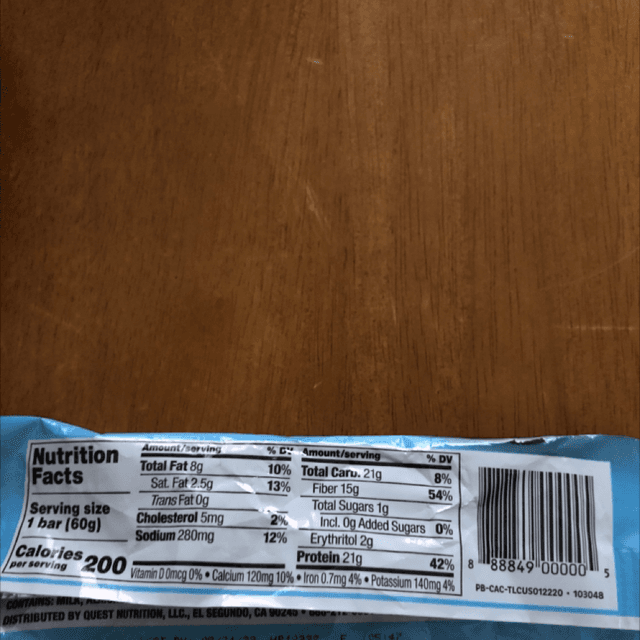 Nutrition Facts
Serving size
1 bar (60g)
Calories per serving 200
Amount/serving % DV
Total Fat 8g 10%
Sat. Fat 2.5g 13%
Trans Fat 0g
Cholesterol 5mg 2%
Sodium 280mg 12%
Amount/serving % DV
Total Carb. 21g 8%
Fiber 15g 54%
Total Sugars 1g
Incl. 0g Added Sugars 0%
Erythritol 2g
Protein 21g 42%
Vitamin D 0mcg 0% • Calcium 120mg 10% • Iron 0.7mg 4% • Potassium 140mg 4%
8 88849 00000 5
PB-CAC-TLCUS012220 • 103048
CONTAINS: MILK,
DISTRIBUTED BY QUEST NUTRITION, LLC., EL SEGUNDO, CA 90245